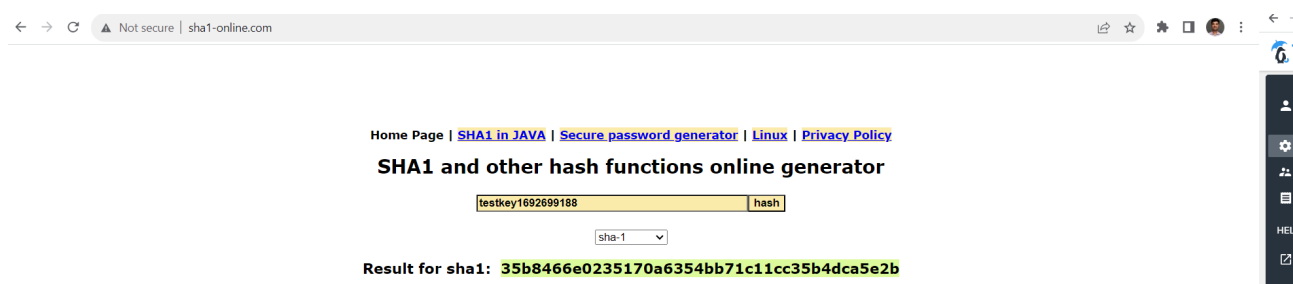 Not secure | sha1-online.com
Home Page | SHA1 in JAVA | Secure password generator | Linux | Privacy Policy
SHA1 and other hash functions online generator
testkey1692699188 hash
sha-1
HEL
Result for sha1: 35b8466e0235170a6354bb71c11cc35b4dca5e2b